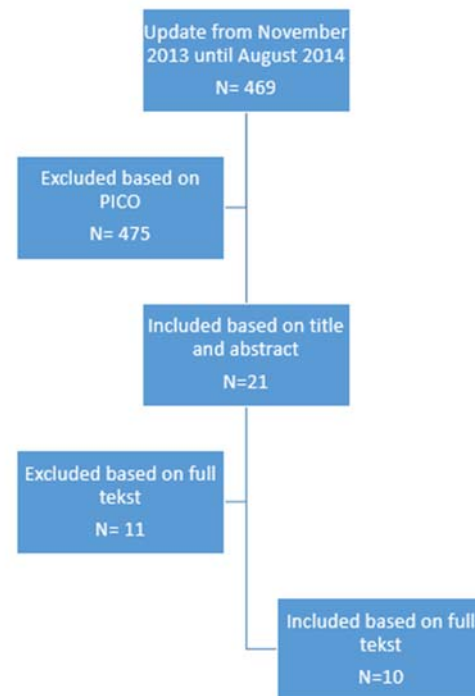 Update from November
2013 until August 2014
N= 469
Excluded based on
PICO
N= 475
Included based on title
and abstract
N=21
Excluded based on full
tekst
N= 11
Included based on full
tekst
N=10